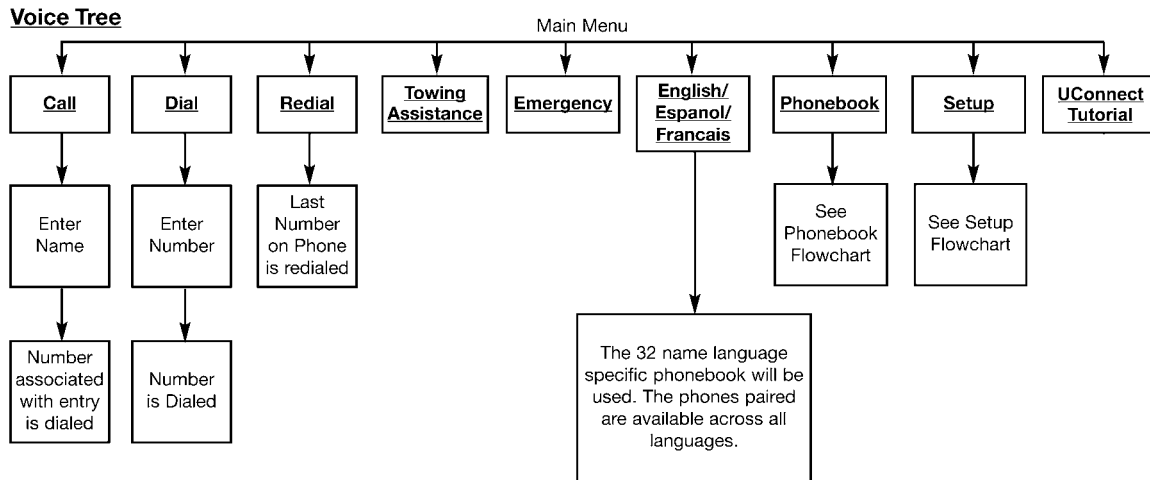 Voice Tree
Main Menu
Call
Dial
Redial
Towing
Assistance
Emergency
English/
Espanol/
Francais
Phonebook
Setup
UConnect
Tutorial
Enter
Name
Enter
Number
Last
Number
on Phone
is redialed
See
Phonebook
Flowchart
See Setup
Flowchart
Number
associated
with entry
is dialed
Number
is Dialed
The 32 name language
specific phonebook will be
used. The phones paired
are available across all
languages.